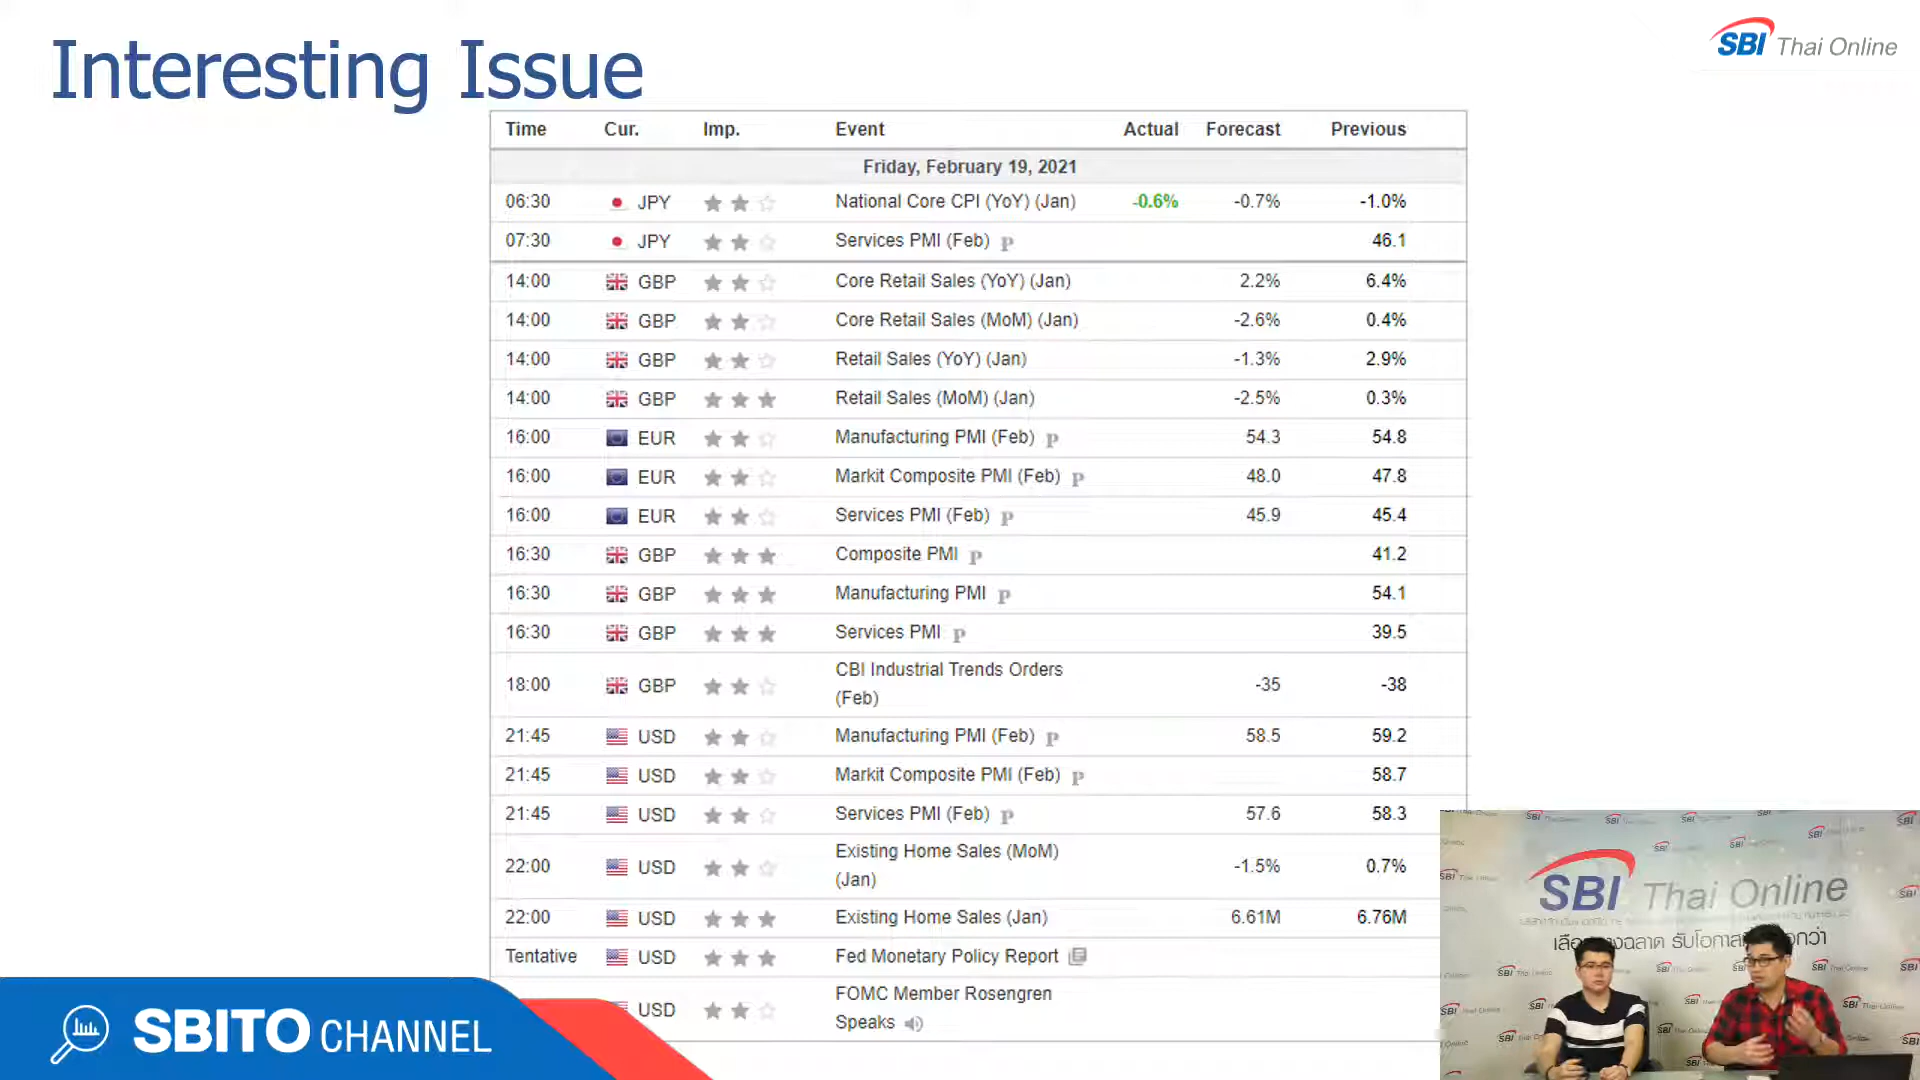 Interesting Issue
SBI Thai Online
Time Cur. Imp. Event Actual Forecast Previous
Friday, February 19, 2021
06:30 JPY National Core CPI (YoY) (Jan) -0.6% -0.7% -1.0%
07:30 JPY Services PMI (Feb) P 46.1
14:00 GBP Core Retail Sales (YoY) (Jan) 2.2% 6.4%
14:00 GBP Core Retail Sales (MoM) (Jan) -2.6% 0.4%
14:00 GBP Retail Sales (YoY) (Jan) -1.3% 2.9%
14:00 GBP Retail Sales (MoM) (Jan) -2.5% 0.3%
16:00 EUR Manufacturing PMI (Feb) P 54.3 54.8
16:00 EUR Markit Composite PMI (Feb) P 48.0 47.8
16:00 EUR Services PMI (Feb) P 45.9 45.4
16:30 GBP Composite PMI P 41.2
16:30 GBP Manufacturing PMI P 54.1
16:30 GBP Services PMI P 39.5
18:00 GBP CBI Industrial Trends Orders -35 -38
(Feb)
21:45 USD Manufacturing PMI (Feb) P 58.5 59.2
21:45 USD Markit Composite PMI (Feb) P 58.7
21:45 USD Services PMI (Feb) P 57.6 58.3
22:00 USD Existing Home Sales (MoM) -1.5% 0.7%
(Jan)
22:00 USD Existing Home Sales (Jan) 6.61M 6.76M
Tentative USD Fed Monetary Policy Report
USD FOMC Member Rosengren
Speaks
SBITO CHANNEL
SBI Thai Online